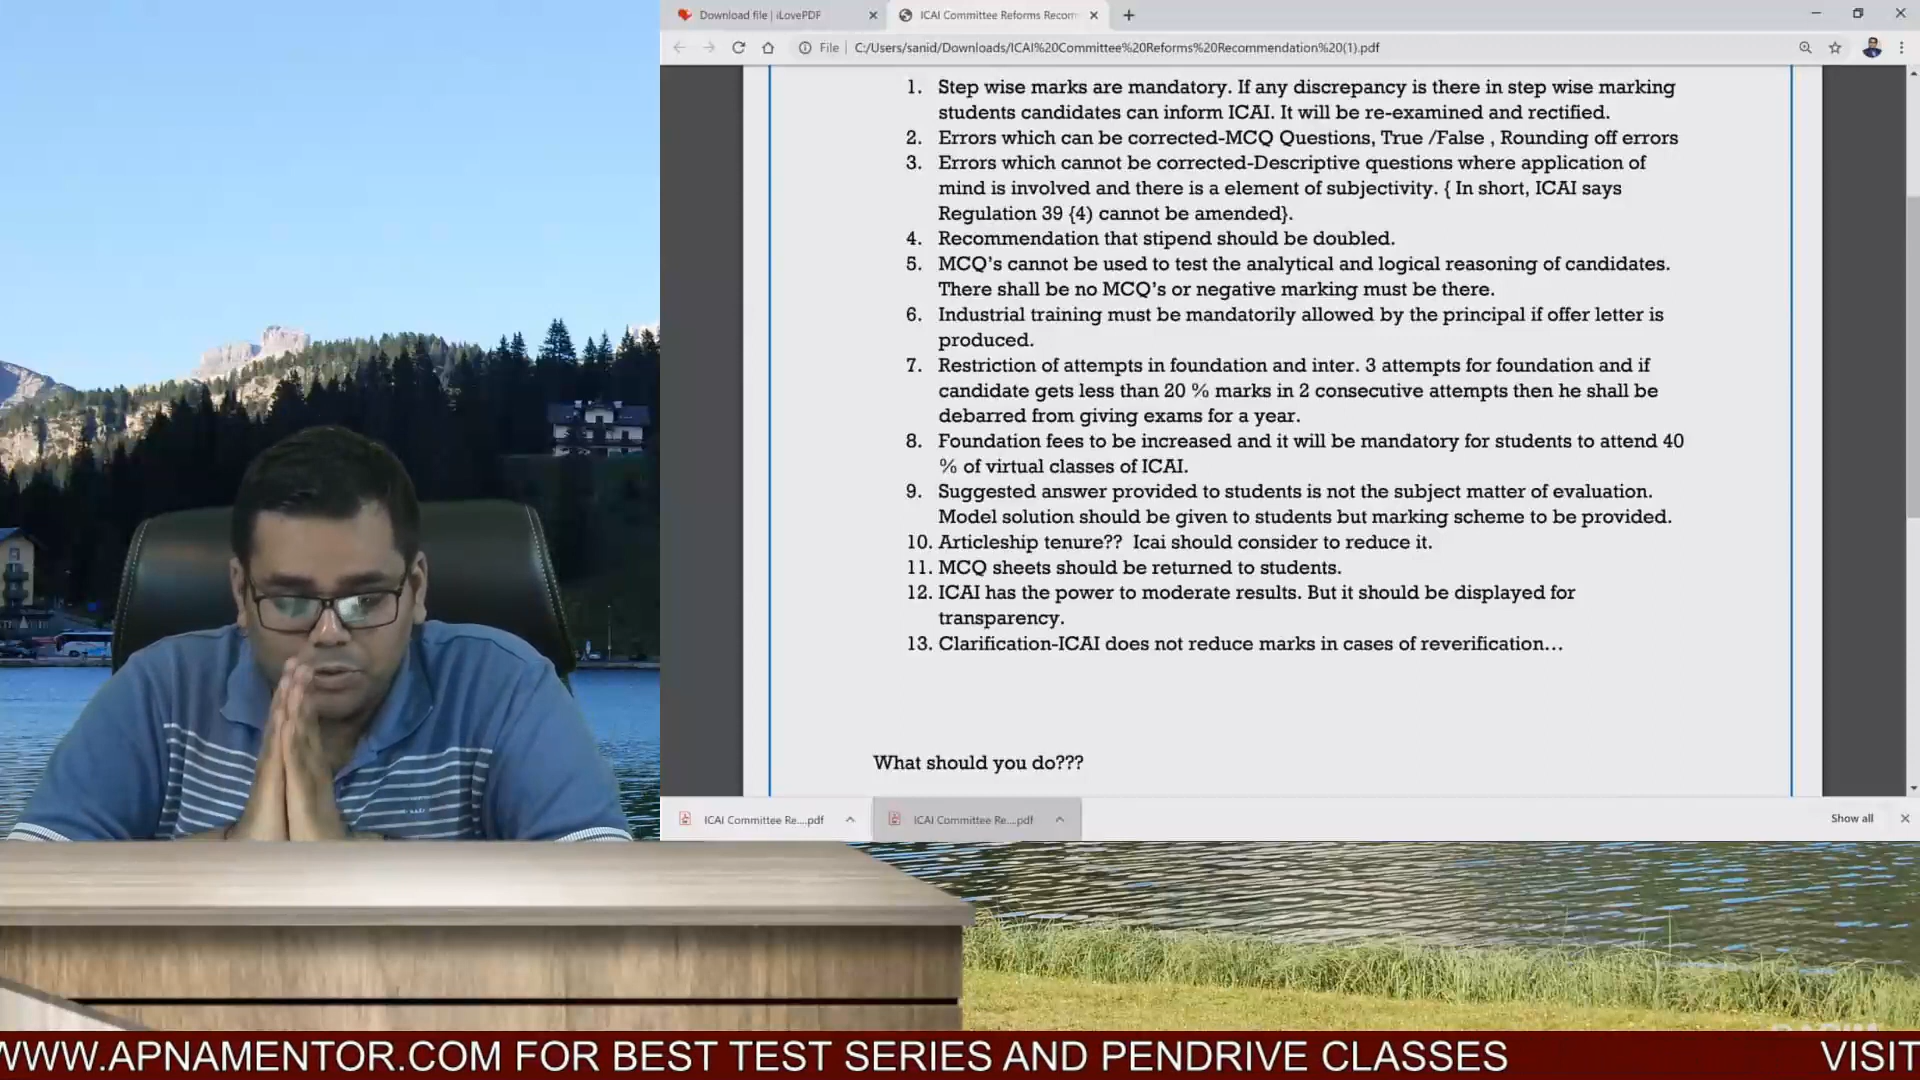 Download file | iLovePDF
ICAI Committee Reforms Recom
File
C:/Users/sanid/Downloads/ICAI%20Committee%20Reforms%20Recommendation%20(1).pdf
1. Step wise marks are mandatory. If any discrepancy is there in step wise marking
students candidates can inform ICAI. It will be re-examined and rectified.
2. Errors which can be corrected-MCQ Questions, True /False , Rounding off errors
3. Errors which cannot be corrected-Descriptive questions where application of
mind is involved and there is a element of subjectivity. { In short, ICAI says
Regulation 39 {4) cannot be amended}.
4. Recommendation that stipend should be doubled.
5. MCQ's cannot be used to test the analytical and logical reasoning of candidates.
There shall be no MCQ's or negative marking must be there.
6. Industrial training must be mandatorily allowed by the principal if offer letter is
produced.
7. Restriction of attempts in foundation and inter. 3 attempts for foundation and if
candidate gets less than 20 % marks in 2 consecutive attempts then he shall be
debarred from giving exams for a year.
8. Foundation fees to be increased and it will be mandatory for students to attend 40
% of virtual classes of ICAI.
9. Suggested answer provided to students is not the subject matter of evaluation.
Model solution should be given to students but marking scheme to be provided.
10. Articleship tenure?? Icai should consider to reduce it.
11. MCQ sheets should be returned to students.
12. ICAI has the power to moderate results. But it should be displayed for
transparency.
13. Clarification-ICAI does not reduce marks in cases of reverification...
What should you do???
ICAI Committee Re....pdf
ICAI Committee Re....pdf
Show all
WWW.APNAMENTOR.COM FOR BEST TEST SERIES AND PENDRIVE CLASSES
VISIT